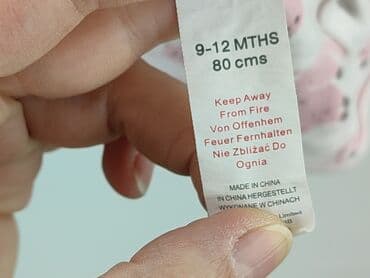 9-12 MTHS
80 cms
Keep Away
From Fire
Von Offenhem
Feuer Fernhalten
Nie Zbliżać Do
Ognia
MADE IN CHINA
IN CHINA HERGESTELLT
WYKONANE W CHINACH
Limited